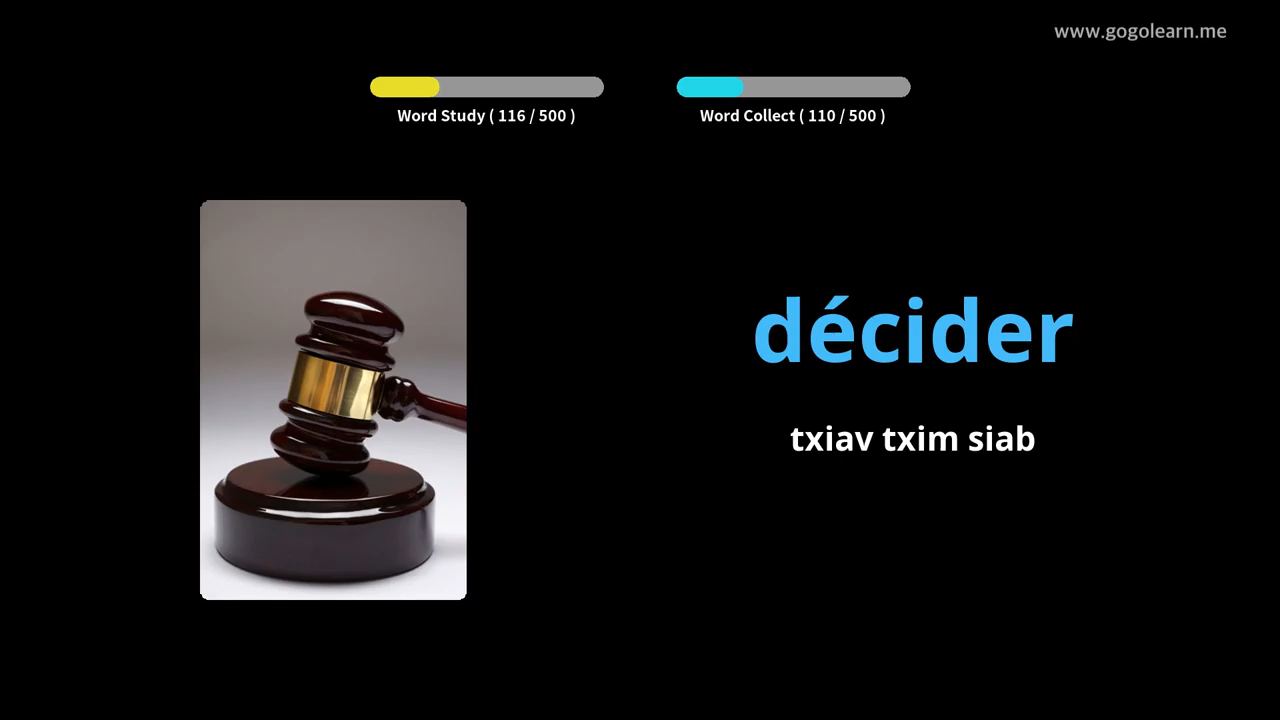 www.gogolearn.me
Word Study ( 116 / 500 )
Word Collect ( 110 / 500 )
décider
txiav txim siab